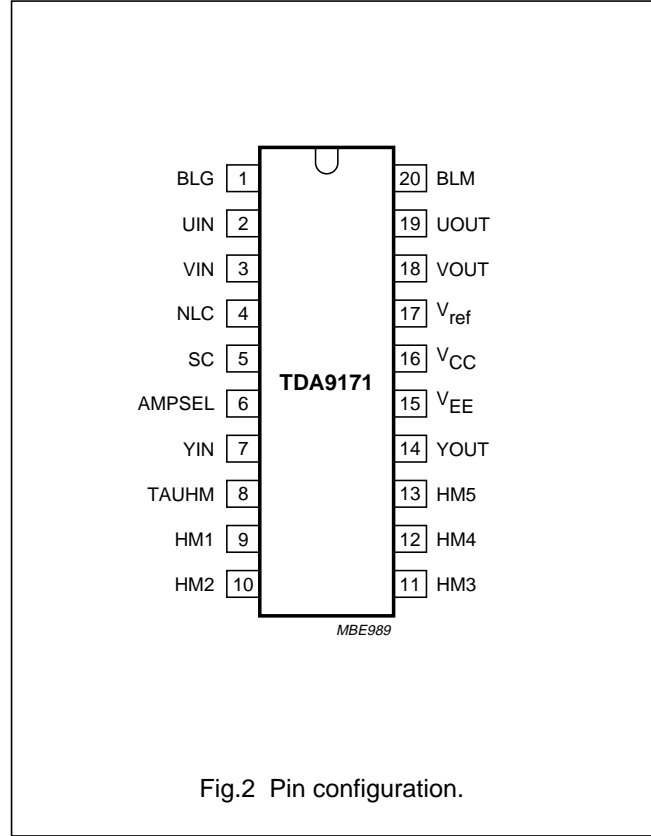 BLG 1
20 BLM
UIN 2
19 UOUT
VIN 3
18 VOUT
NLC 4
17 Vref
SC 5
16 VCC
TDA9171
AMPSEL 6
15 VEE
YIN 7
14 YOUT
TAUHM 8
13 HM5
HM1 9
12 HM4
HM2 10
11 HM3
MBE989
Fig.2 Pin configuration.